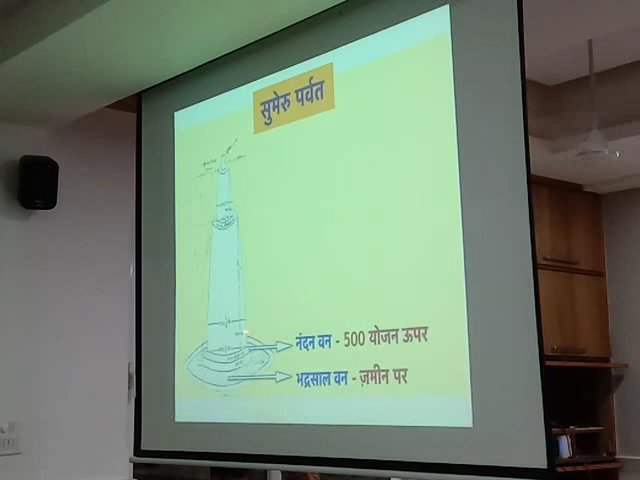 सुमेरु पर्वत
नंदन वन - 500 योजन ऊपर
भद्रसाल वन - ज़मीन पर